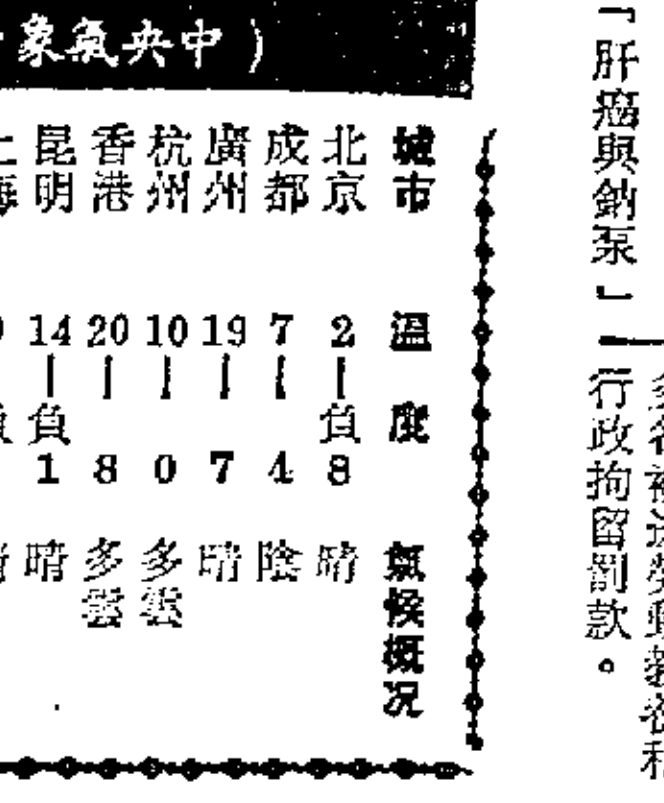 「肝癌與鈉泵」
行政拘留罰款。
(中央氣象
城市 溫度 氣候概況
北京 2—負8 晴
成都 7—4 陰
廣州 19—7 晴
杭州 10—0 多雲
香港 20—8 多雲
昆明 14—負1 晴